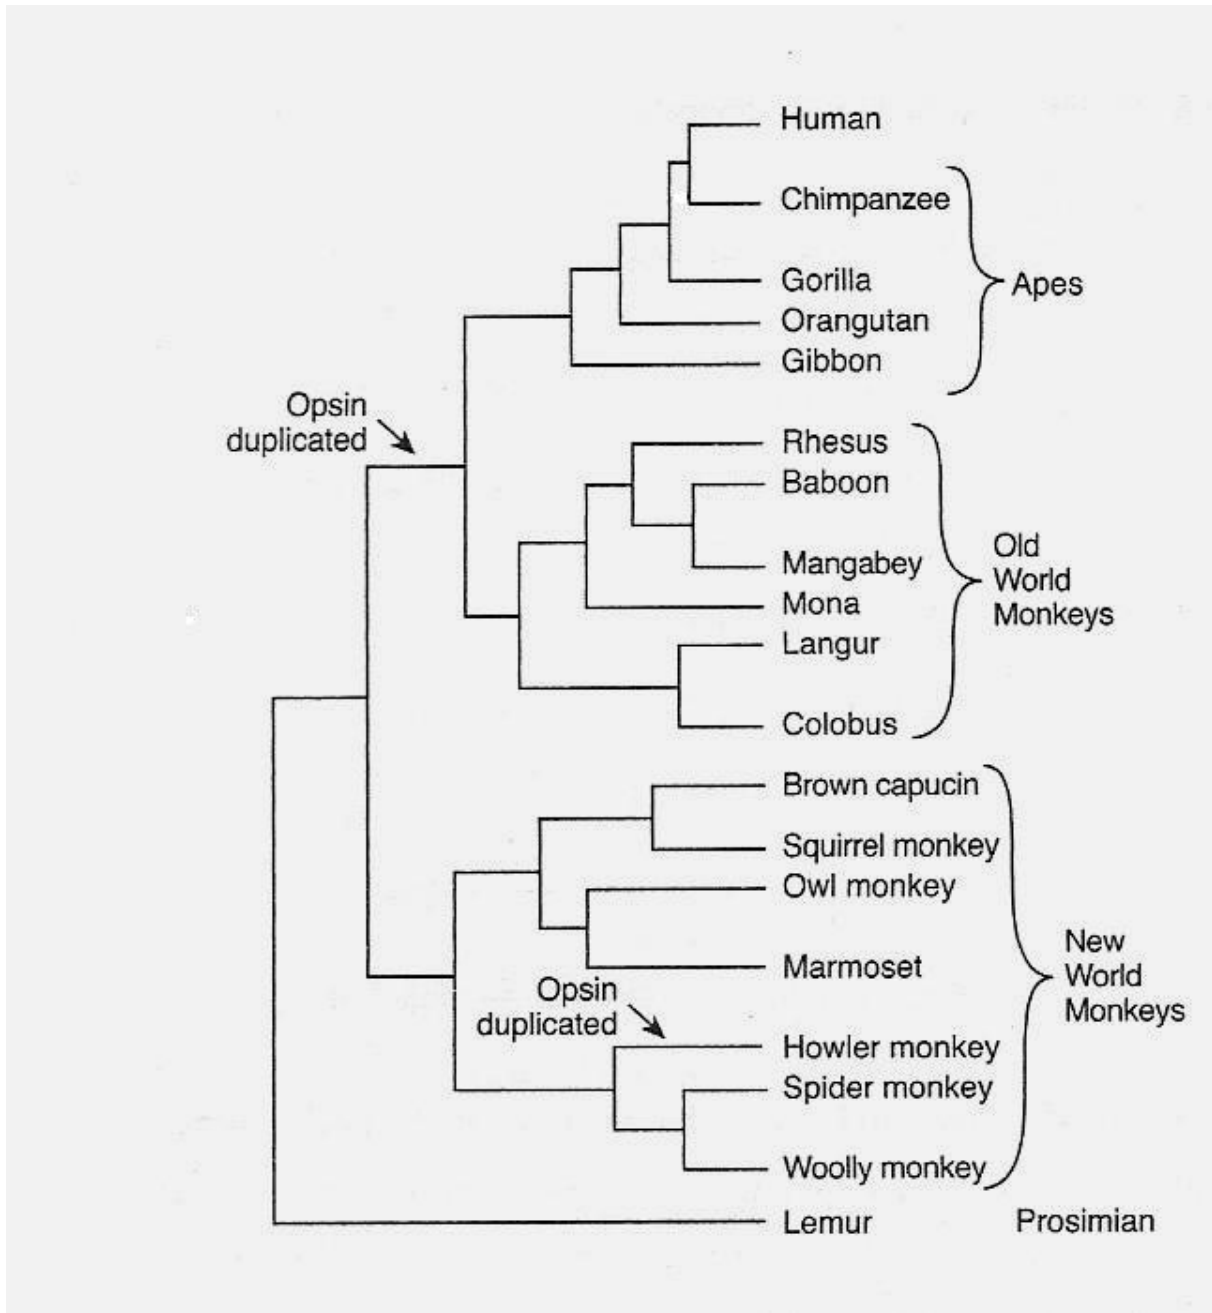 Human
Chimpanzee
Gorilla
Apes
Orangutan
Gibbon
Opsin
duplicated
Rhesus
Baboon
Mangabey
Mona
Langur
Colobus
Old
World
Monkeys
Brown capucin
Squirrel monkey
Owl monkey
Marmoset
Opsin
duplicated
Howler monkey
Spider monkey
Woolly monkey
New
World
Monkeys
Lemur
Prosimian